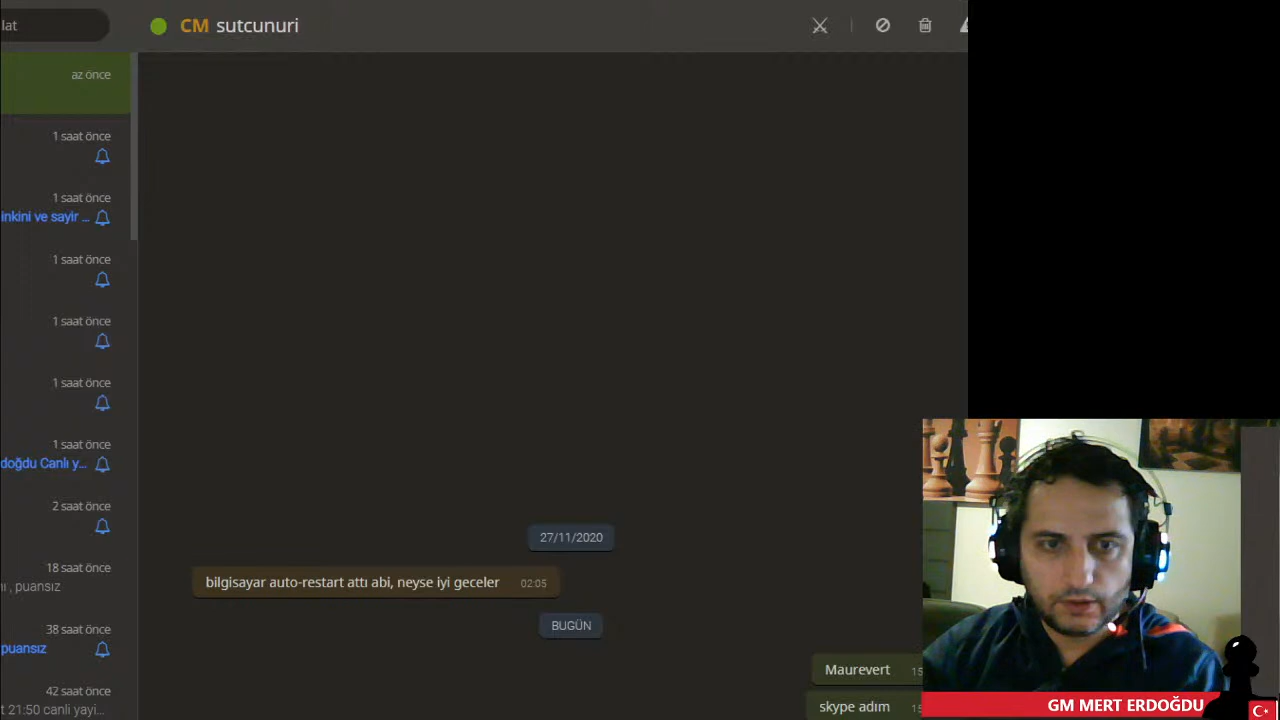 lat
CM sutcunuri
az önce
1 saat önce
1 saat önce
inkini ve sayir ...
1 saat önce
1 saat önce
1 saat önce
1 saat önce
doğdu Canlı y...
2 saat önce
18 saat önce
ı , puansız
38 saat önce
puansız
42 saat önce
t 21:50 canli yayi...
27/11/2020
bilgisayar auto-restart attı abi, neyse iyi geceler 02:05
BUGÜN
Maurevert 15
skype adım 15
GM MERT ERDOĞDU